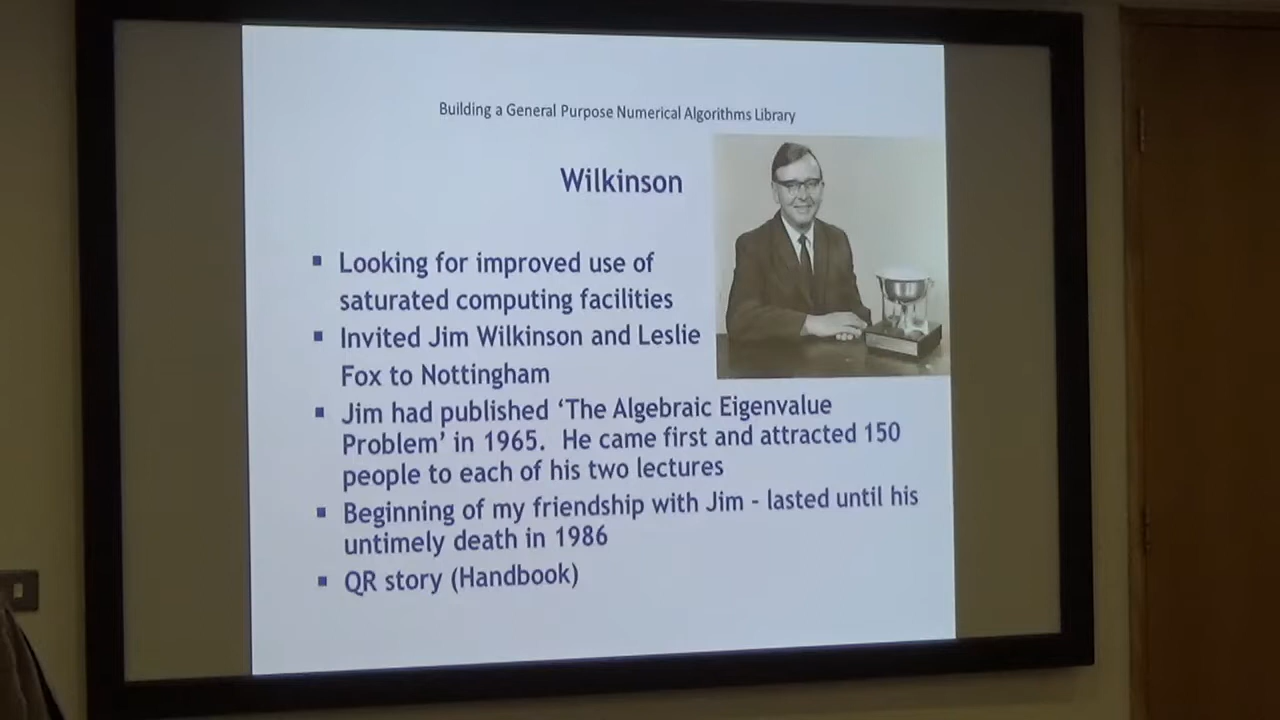 Building a General Purpose Numerical Algorithms Library
Wilkinson
▪ Looking for improved use of
saturated computing facilities
▪ Invited Jim Wilkinson and Leslie
Fox to Nottingham
▪ Jim had published ‘The Algebraic Eigenvalue
Problem’ in 1965. He came first and attracted 150
people to each of his two lectures
▪ Beginning of my friendship with Jim - lasted until his
untimely death in 1986
▪ QR story (Handbook)